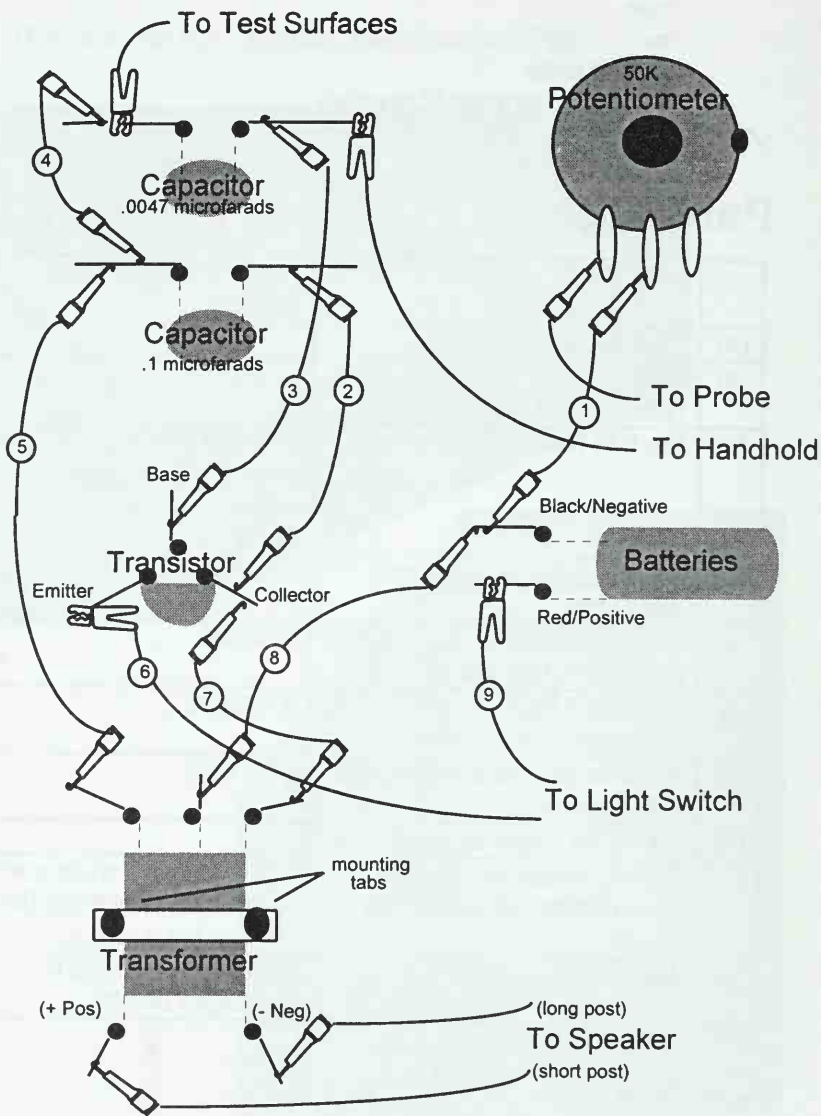 To Test Surfaces
50K
Potentiometer
4
Capacitor
.0047 microfarads
Capacitor
.1 microfarads
3
2
1
To Probe
5
To Handhold
Base
Black/Negative
Transistor
Batteries
Emitter
Collector
Red/Positive
6
8
7
9
To Light Switch
mounting
tabs
Transformer
(+ Pos)
(- Neg)
(long post)
To Speaker
(short post)